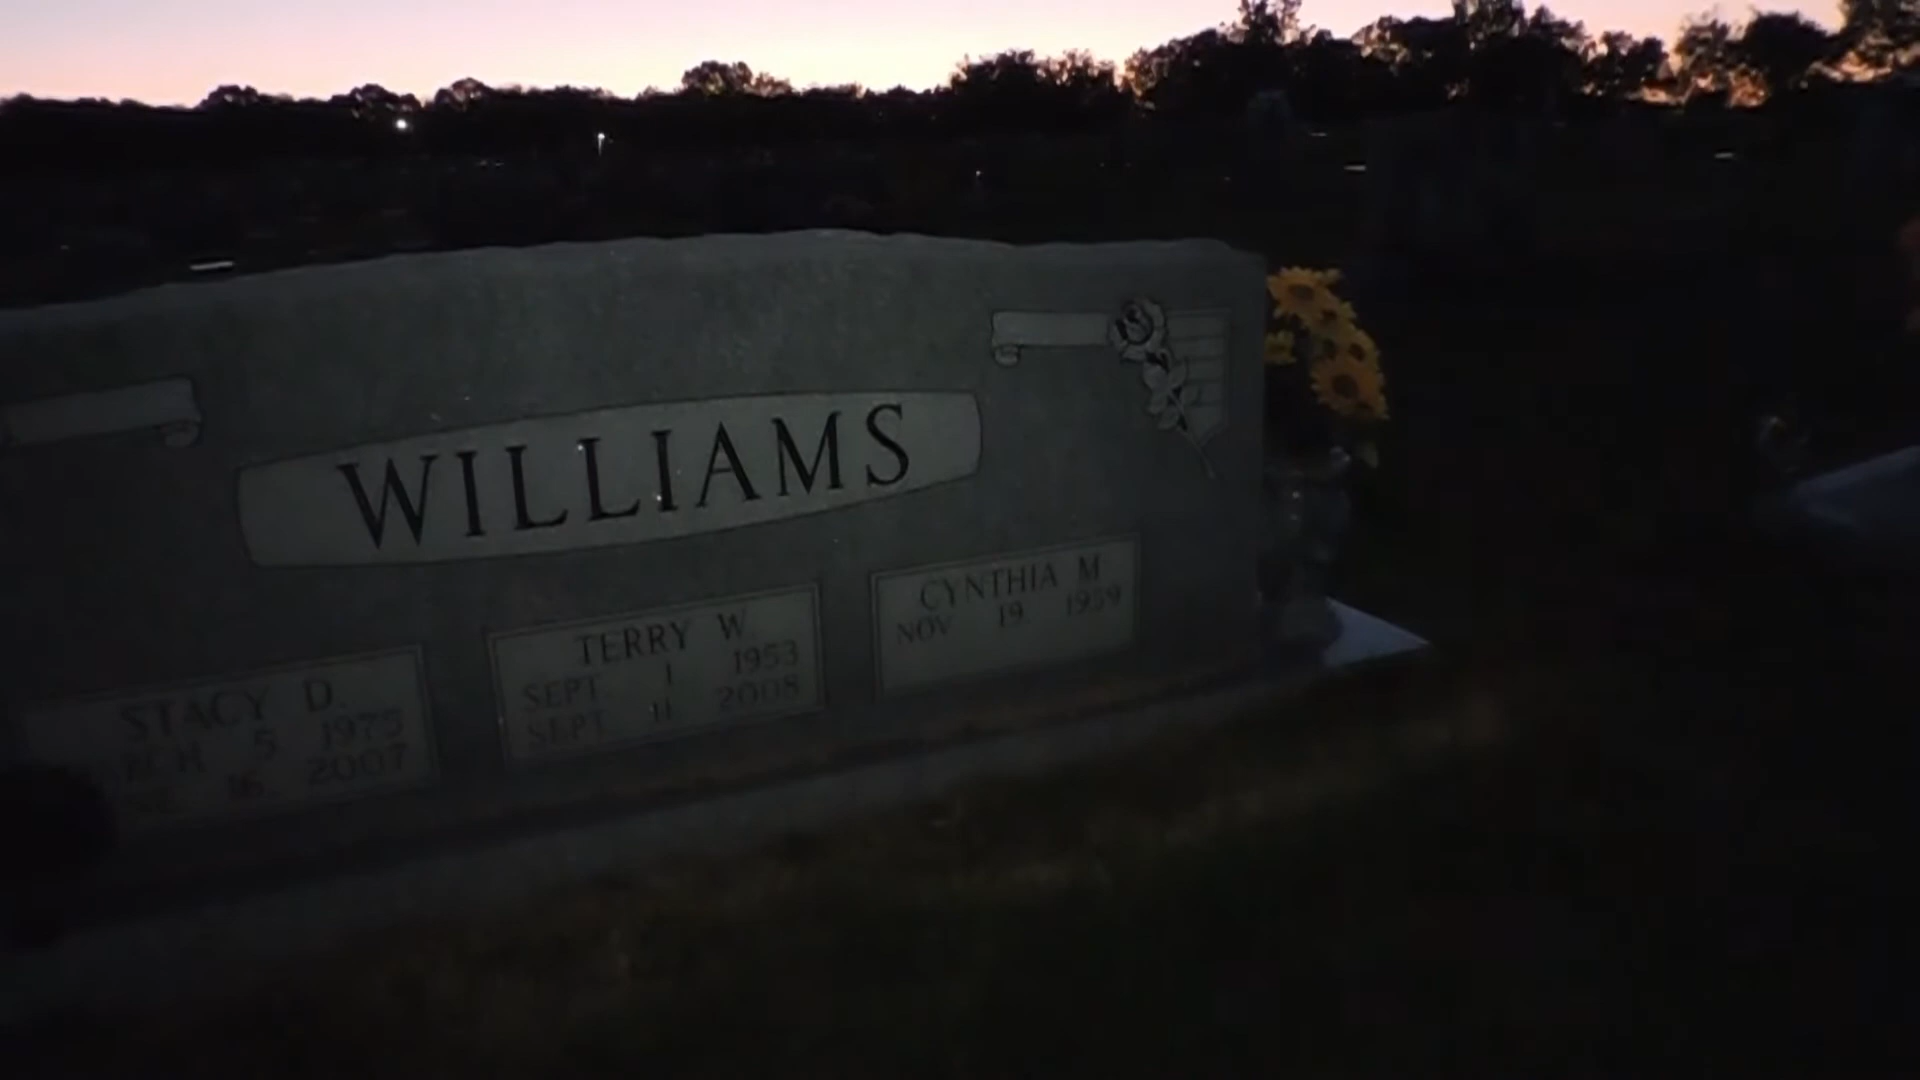 WILLIAMS
STACY D.
5 1975
16, 2007
TERRY W.
SEPT. 1 1953
SEPT. 11 2008
CYNTHIA M.
NOV 19, 1959